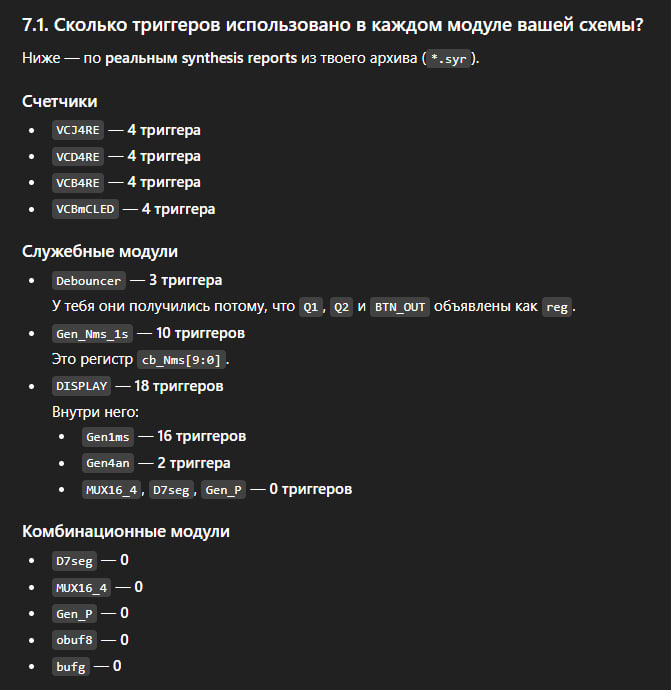 7.1. Сколько триггеров использовано в каждом модуле вашей схемы?
Ниже — по реальным synthesis reports из твоего архива (*.syr).
Счетчики
• VCJ4RE — 4 триггера
• VCD4RE — 4 триггера
• VCB4RE — 4 триггера
• VCBmCLED — 4 триггера
Служебные модули
• Debouncer — 3 триггера
У тебя они получились потому, что Q1, Q2 и BTN_OUT объявлены как reg.
• Gen_Nms_1s — 10 триггеров
Это регистр cb_Nms[9:0].
• DISPLAY — 18 триггеров
Внутри него:
• Gen1ms — 16 триггеров
• Gen4an — 2 триггера
• MUX16_4, D7seg, Gen_P — 0 триггеров
Комбинационные модули
• D7seg — 0
• MUX16_4 — 0
• Gen_P — 0
• obuf8 — 0
• bufg — 0